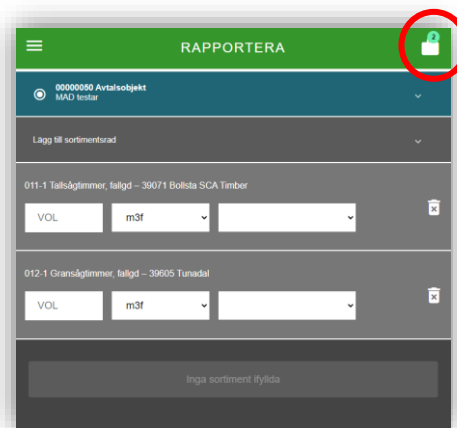 RAPPORTERA
2
00000050 Avtalsobjekt
MAD testar
Lägg till sortimentsrad
011-1 Tallsågtimmer, fallgd – 39071 Bollsta SCA Timber
VOL m3f
012-1 Gransågtimmer, fallgd – 39605 Tunadal
VOL m3f
Inga sortiment ifyllda